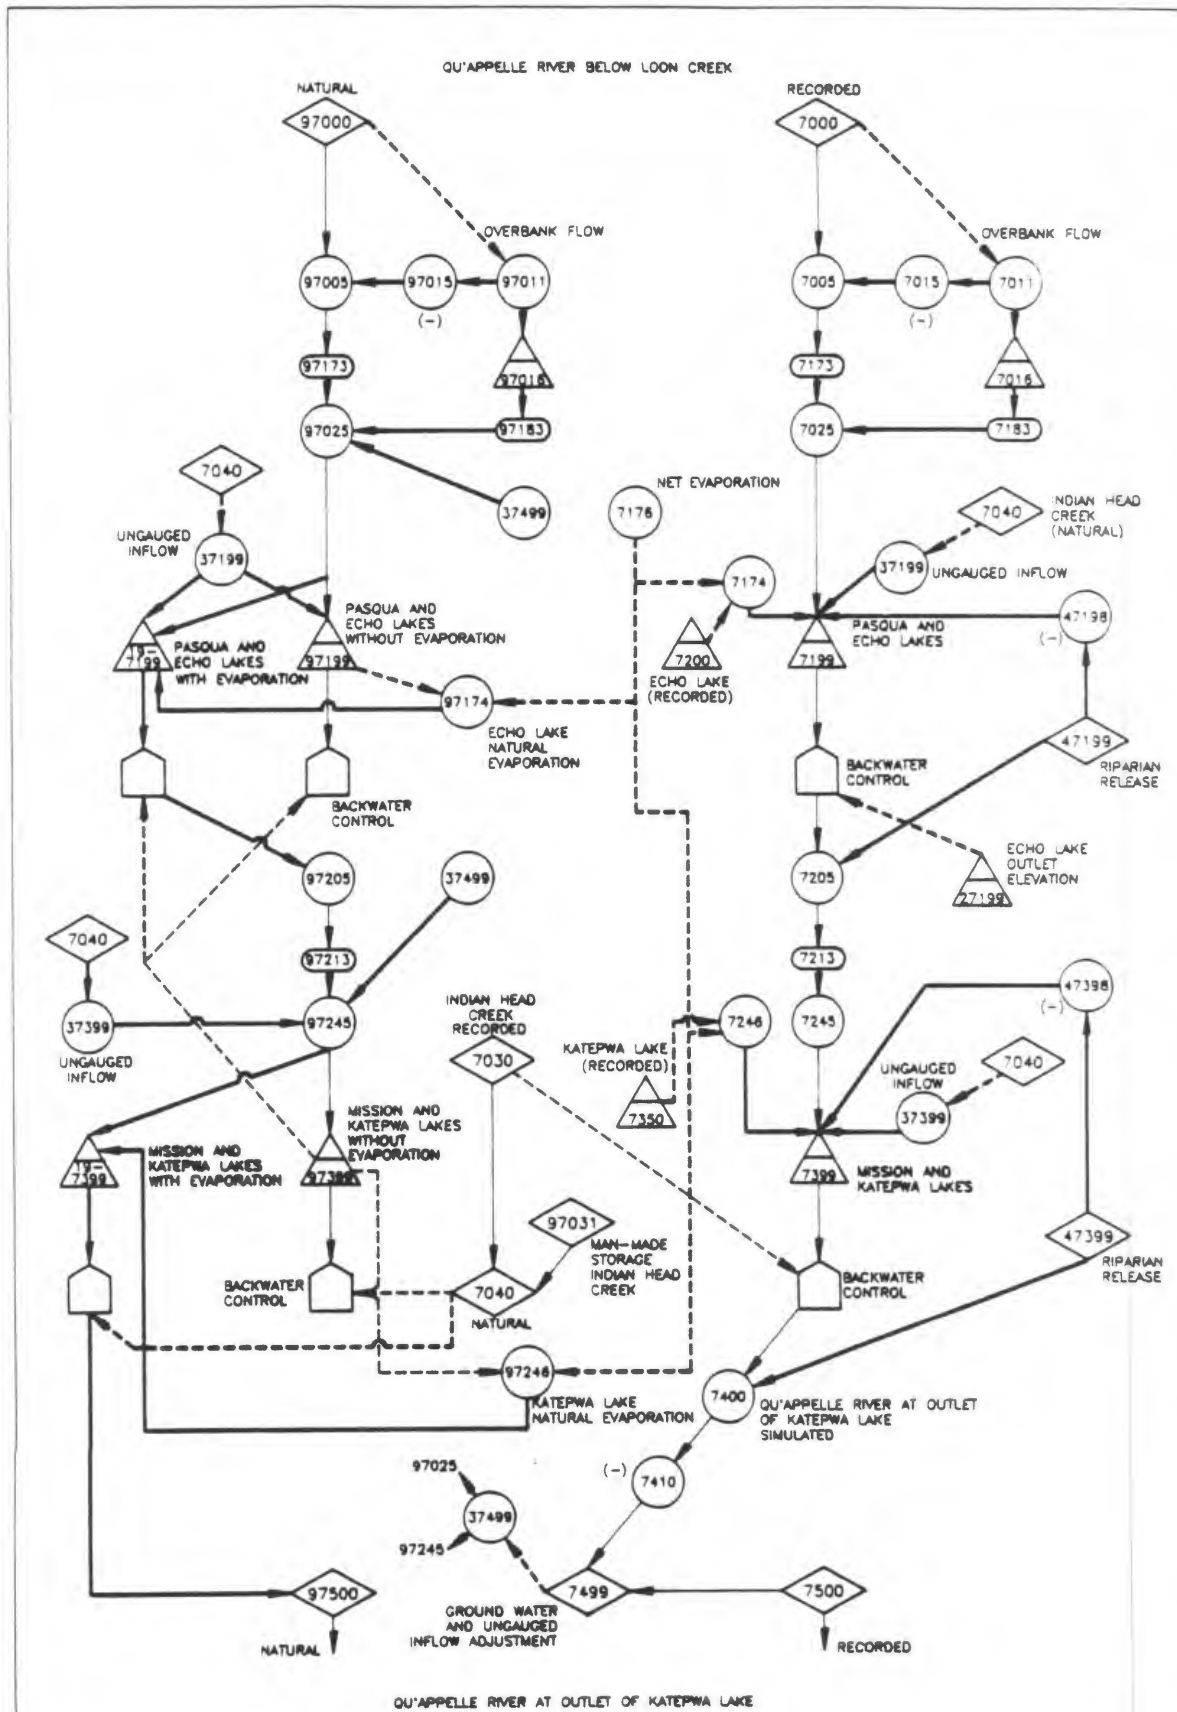 QU'APPELLE RIVER BELOW LOON CREEK
NATURAL
RECORDED
97000
7000
OVERBANK FLOW
OVERBANK FLOW
97005
97015
97011
7005
7015
7011
(-)
(-)
97173
97016
7173
7016
97025
97183
7025
7183
7040
37499
NET EVAPORATION
7176
7040
INDIAN HEAD
CREEK
(NATURAL)
UNGAUGED
INFLOW
37199
7174
37199
UNGAUGED INFLOW
PASQUA AND
ECHO LAKES
WITHOUT EVAPORATION
19-
7199
PASQUA AND
ECHO LAKES
WITH EVAPORATION
97199
7200
ECHO LAKE
(RECORDED)
7199
PASQUA AND
ECHO LAKES
47198
(-)
97174
ECHO LAKE
NATURAL
EVAPORATION
47199
RIPARIAN
RELEASE
BACKWATER
CONTROL
BACKWATER
CONTROL
ECHO LAKE
OUTLET
ELEVATION
27199
97205
37499
7205
7040
97213
7213
37399
UNGAUGED
INFLOW
97245
INDIAN HEAD
CREEK
RECORDED
7030
7246
7245
47398
(-)
KATEPWA LAKE
(RECORDED)
7350
UNGAUGED
INFLOW
7040
37399
MISSION AND
KATEPWA LAKES
WITHOUT
EVAPORATION
19-
7399
MISSION AND
KATEPWA LAKES
WITH EVAPORATION
97399
7399
MISSION AND
KATEPWA LAKES
97031
MAN-MADE
STORAGE
INDIAN HEAD
CREEK
47399
RIPARIAN
RELEASE
BACKWATER
CONTROL
7040
NATURAL
BACKWATER
CONTROL
97246
KATEPWA LAKE
NATURAL EVAPORATION
7400
QU'APPELLE RIVER AT OUTLET
OF KATEPWA LAKE
SIMULATED
97025
(-)
7410
37499
97245
97500
7499
7500
GROUND WATER
AND UNGAUGED
INFLOW ADJUSTMENT
NATURAL
RECORDED
QU'APPELLE RIVER AT OUTLET OF KATEPWA LAKE